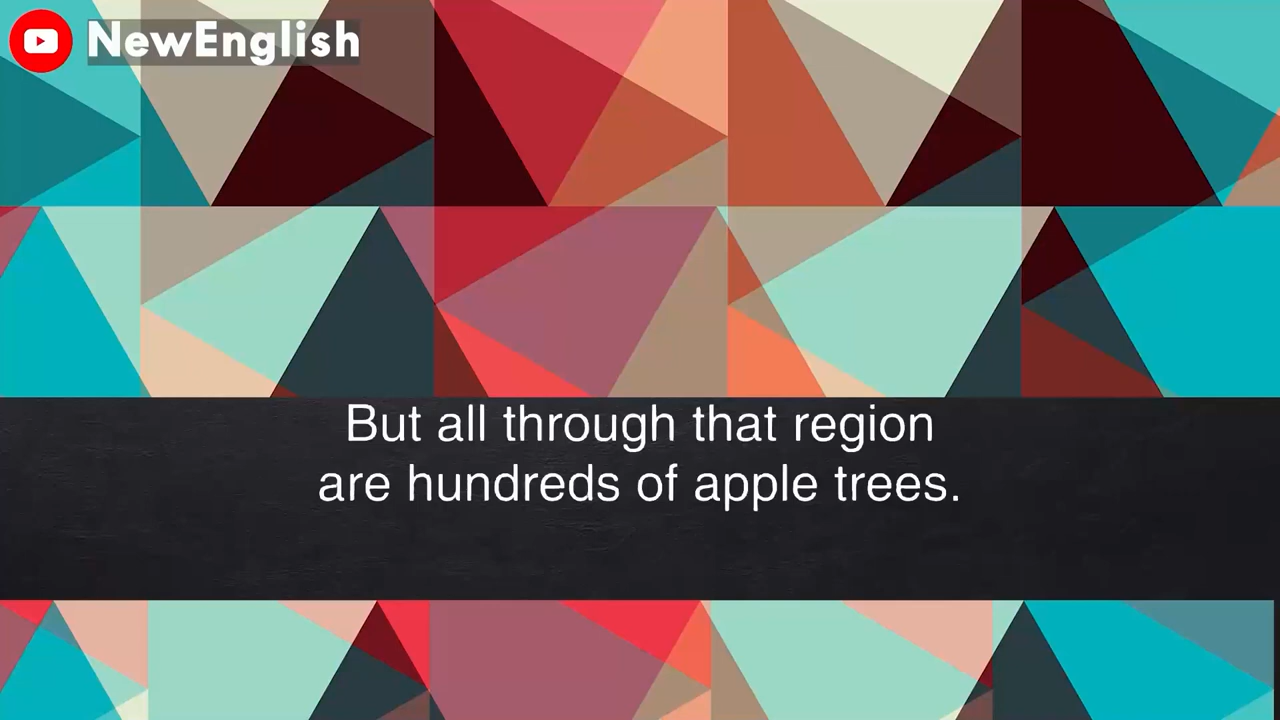 NewEnglish
But all through that region
are hundreds of apple trees.